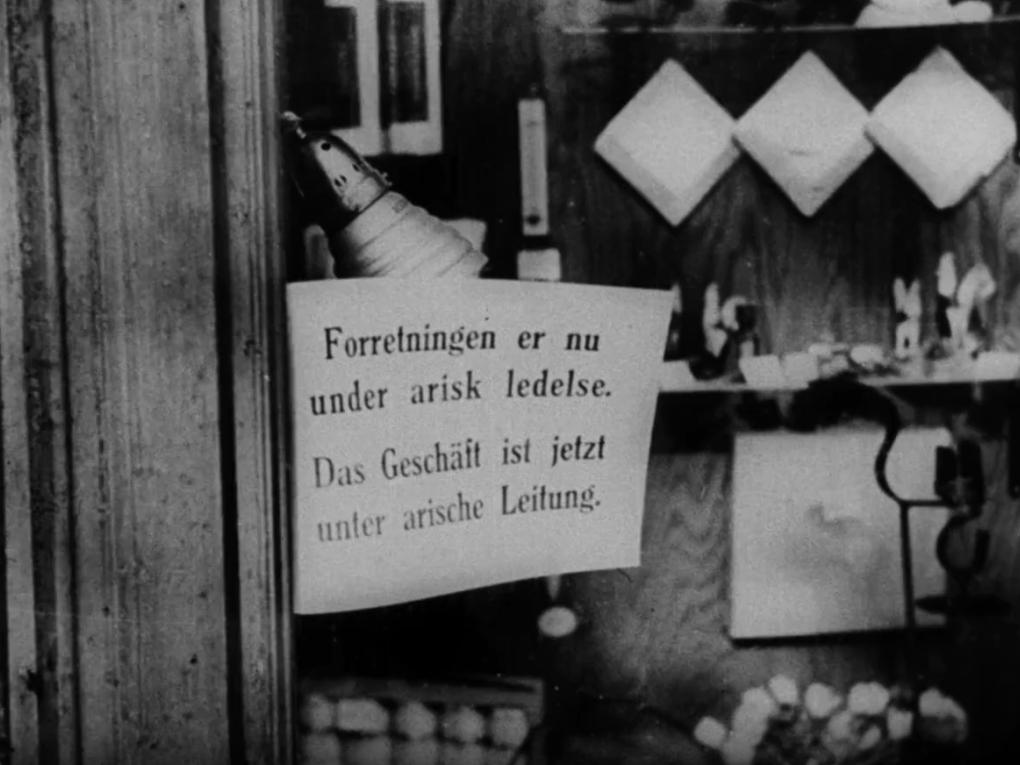 Forretningen er nu
under arisk ledelse.
Das Geschäft ist jetzt
unter arische Leitung.